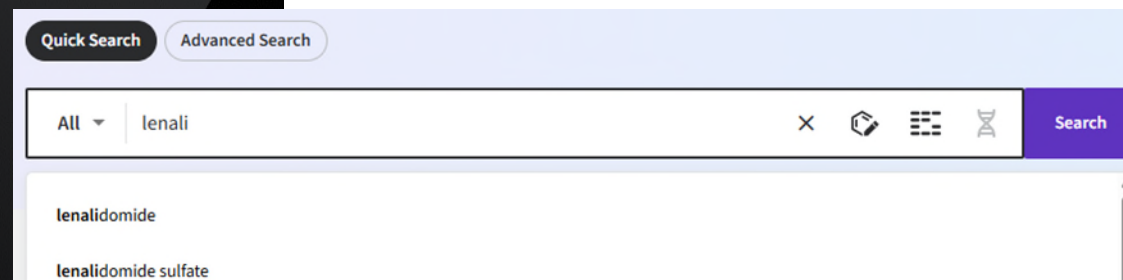 Quick Search Advanced Search
All lenali Search
lenalidomide
lenalidomide sulfate